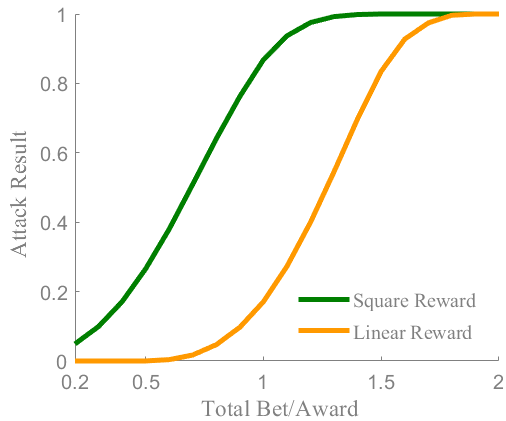 1
0.8
0.6
0.4
0.2
0
Attack Result
Square Reward
Linear Reward
0.2 0.5 1 1.5 2
Total Bet/Award